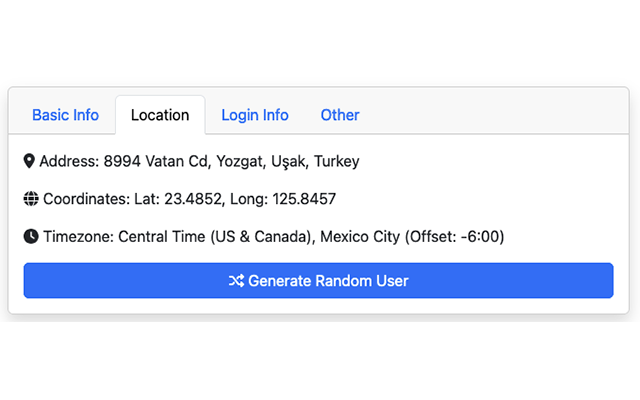 Basic Info Location Login Info Other
Address: 8994 Vatan Cd, Yozgat, Uşak, Turkey
Coordinates: Lat: 23.4852, Long: 125.8457
Timezone: Central Time (US & Canada), Mexico City (Offset: -6:00)
Generate Random User